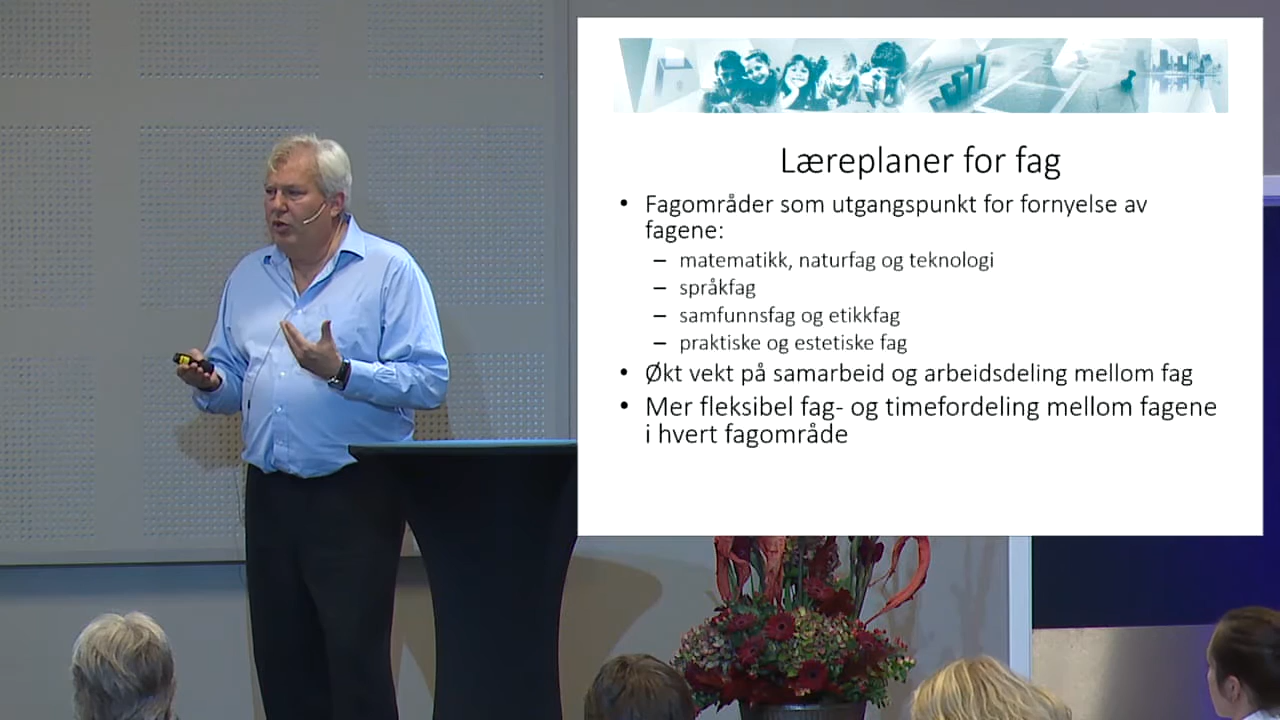 Læreplaner for fag
• Fagområder som utgangspunkt for fornyelse av
fagene:
– matematikk, naturfag og teknologi
– språkfag
– samfunnsfag og etikkfag
– praktiske og estetiske fag
• Økt vekt på samarbeid og arbeidsdeling mellom fag
• Mer fleksibel fag- og timefordeling mellom fagene
i hvert fagområde